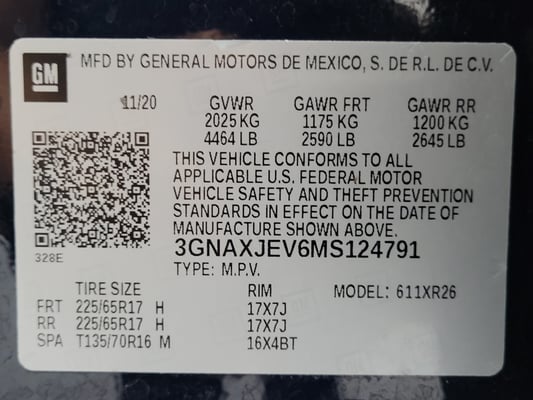 GM MFD BY GENERAL MOTORS DE MEXICO, S. DE R.L. DE C.V.
11/20 GVWR GAWR FRT GAWR RR
2025 KG 1175 KG 1200 KG
4464 LB 2590 LB 2645 LB
THIS VEHICLE CONFORMS TO ALL
APPLICABLE U.S. FEDERAL MOTOR
VEHICLE SAFETY AND THEFT PREVENTION
STANDARDS IN EFFECT ON THE DATE OF
MANUFACTURE SHOWN ABOVE.
3GNAXJEV6MS124791
328E
TYPE: M.P.V.
TIRE SIZE RIM MODEL: 611XR26
FRT 225/65R17 H 17X7J
RR 225/65R17 H 17X7J
SPA T135/70R16 M 16X4BT